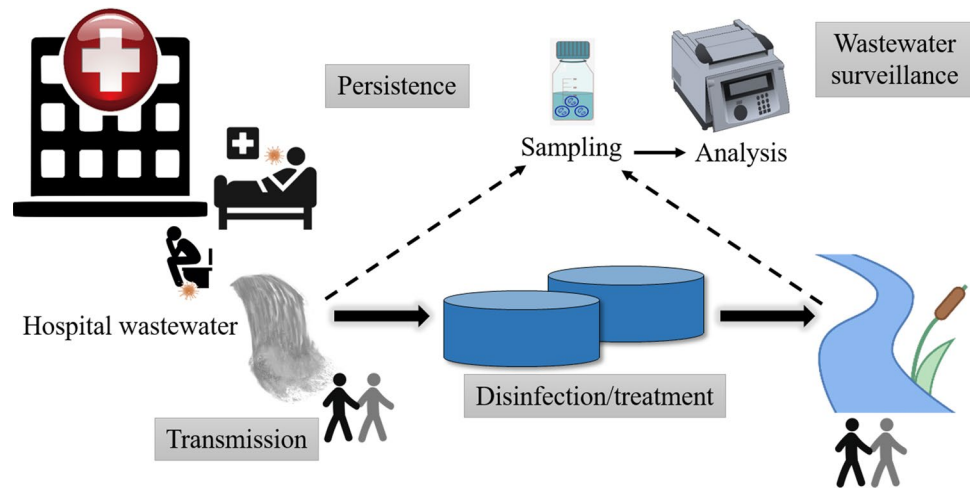 Persistence
Wastewater
surveillance
Sampling
Analysis
Hospital wastewater
Disinfection/treatment
Transmission